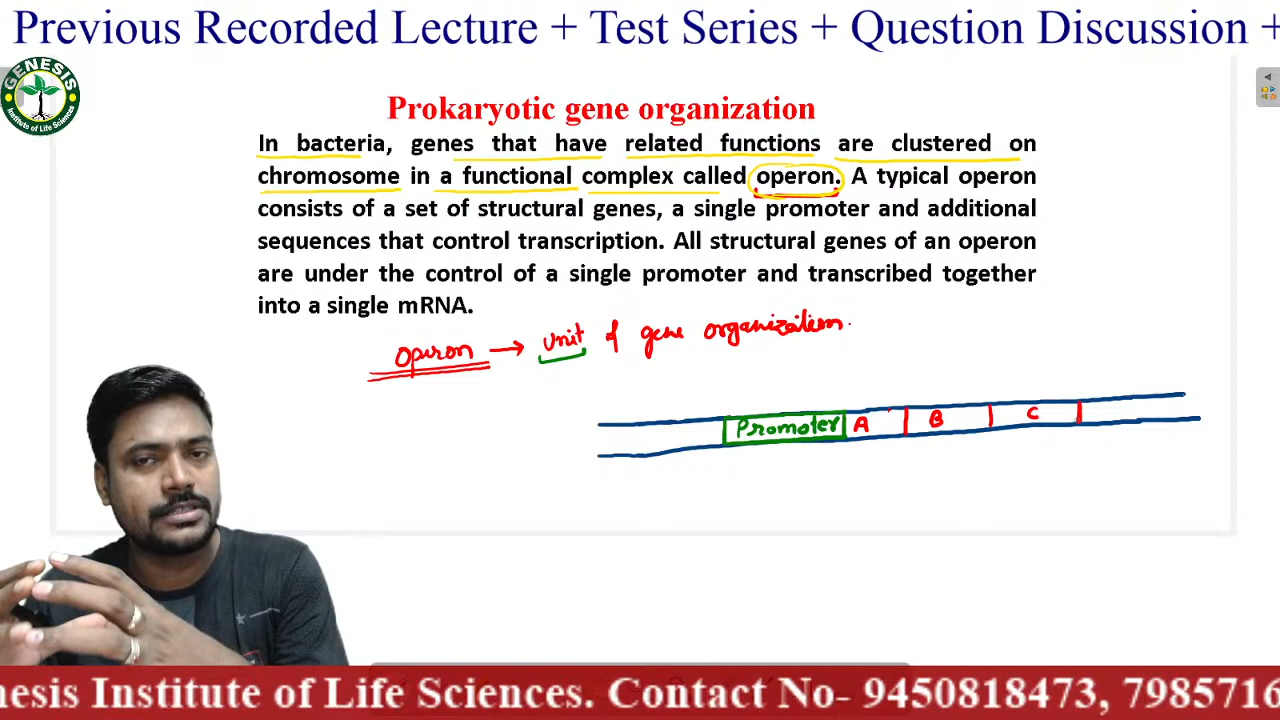 Previous Recorded Lecture + Test Series + Question Discussion +
GENESIS
Institute of Life Sciences
Prokaryotic gene organization
In bacteria, genes that have related functions are clustered on
chromosome in a functional complex called operon. A typical operon
consists of a set of structural genes, a single promoter and additional
sequences that control transcription. All structural genes of an operon
are under the control of a single promoter and transcribed together
into a single mRNA.
operon → unit of gene organization.
Promoter A B C
nesis Institute of Life Sciences. Contact No- 9450818473, 7985716